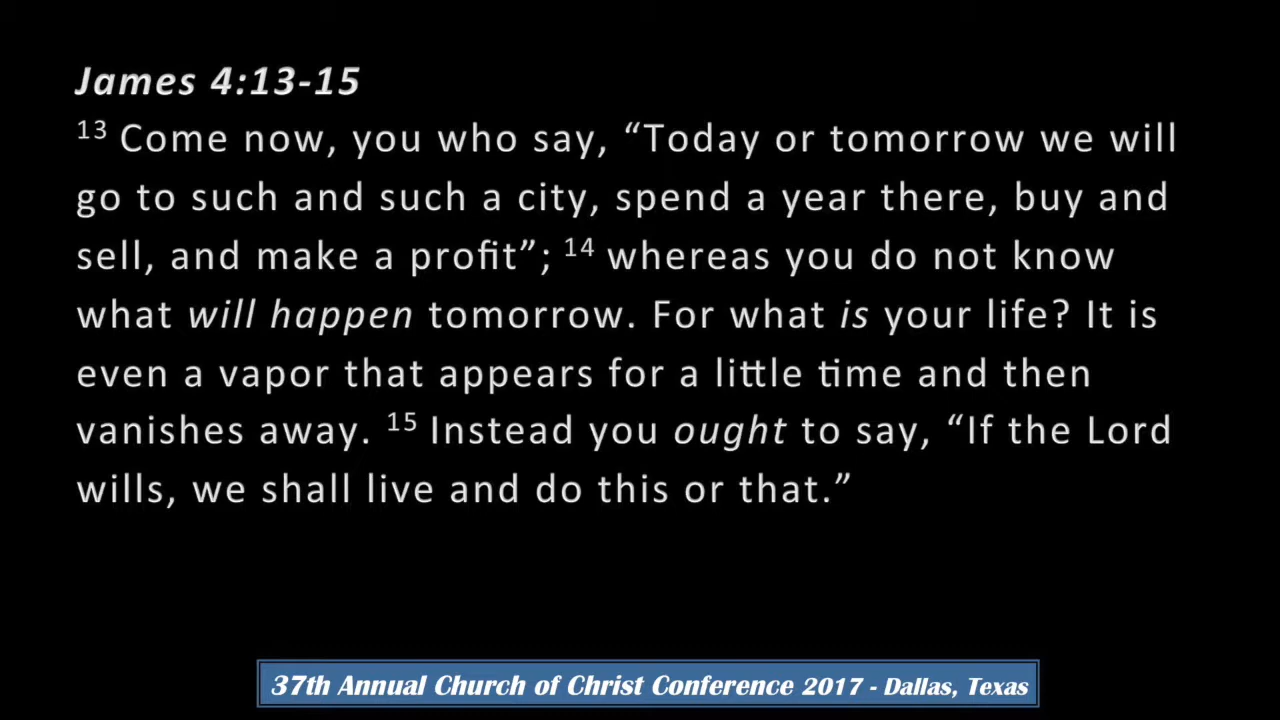 James 4:13-15
13 Come now, you who say, “Today or tomorrow we will
go to such and such a city, spend a year there, buy and
sell, and make a profit”; 14 whereas you do not know
what will happen tomorrow. For what is your life? It is
even a vapor that appears for a little time and then
vanishes away. 15 Instead you ought to say, “If the Lord
wills, we shall live and do this or that.”
37th Annual Church of Christ Conference 2017 - Dallas, Texas